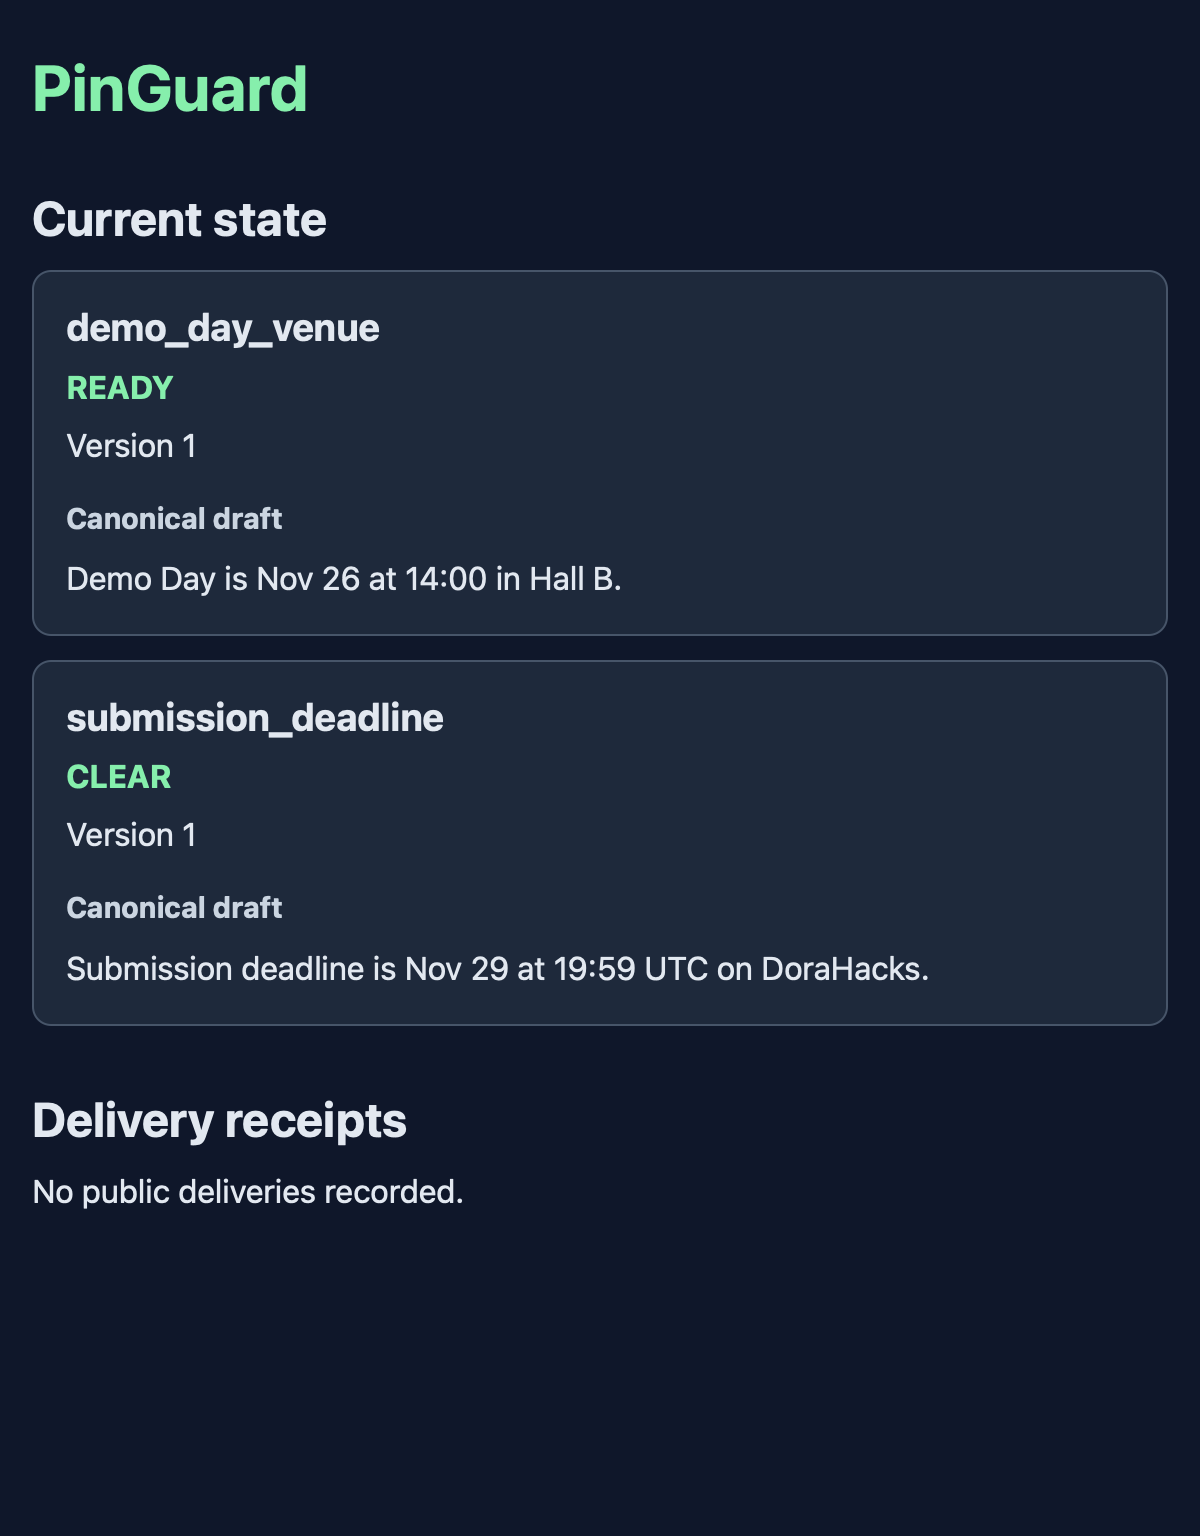 PinGuard
Current state
demo_day_venue
READY
Version 1
Canonical draft
Demo Day is Nov 26 at 14:00 in Hall B.
submission_deadline
CLEAR
Version 1
Canonical draft
Submission deadline is Nov 29 at 19:59 UTC on DoraHacks.
Delivery receipts
No public deliveries recorded.